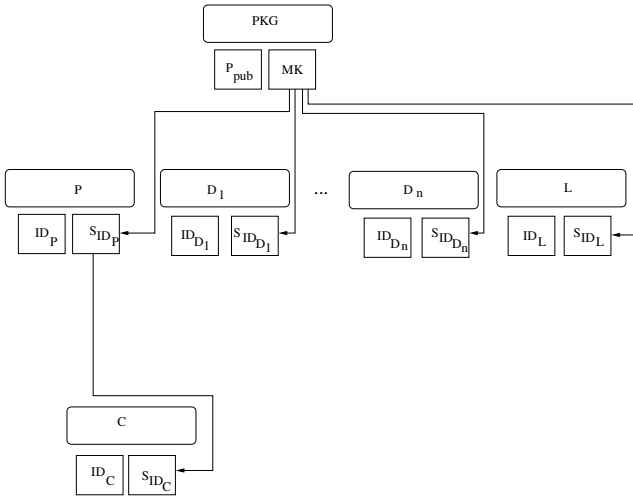 PKG
P_pub MK
P D_1 ... D_n L
ID_P S_ID_P ID_D_1 S_ID_D_1 ID_D_n S_ID_D_n ID_L S_ID_L
C
ID_C S_ID_C